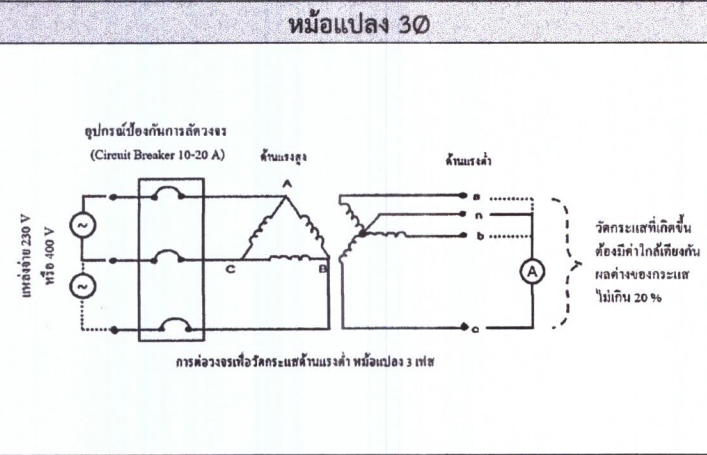 หม้อแปลง 3Ø
อุปกรณ์ป้องกันการลัดวงจร
(Circuit Breaker 10-20 A)
ด้านแรงสูง
ด้านแรงต่ำ
แหล่งจ่าย 230 V
หรือ 400 V
A
C
B
a
n
b
c
A
วัดกระแสที่เกิดขึ้น
ต้องมีค่าใกล้เคียงกัน
ผลต่างของกระแส
ไม่เกิน 20 %
การต่อวงจรเพื่อวัดกระแสด้านแรงต่ำ หม้อแปลง 3 เฟส